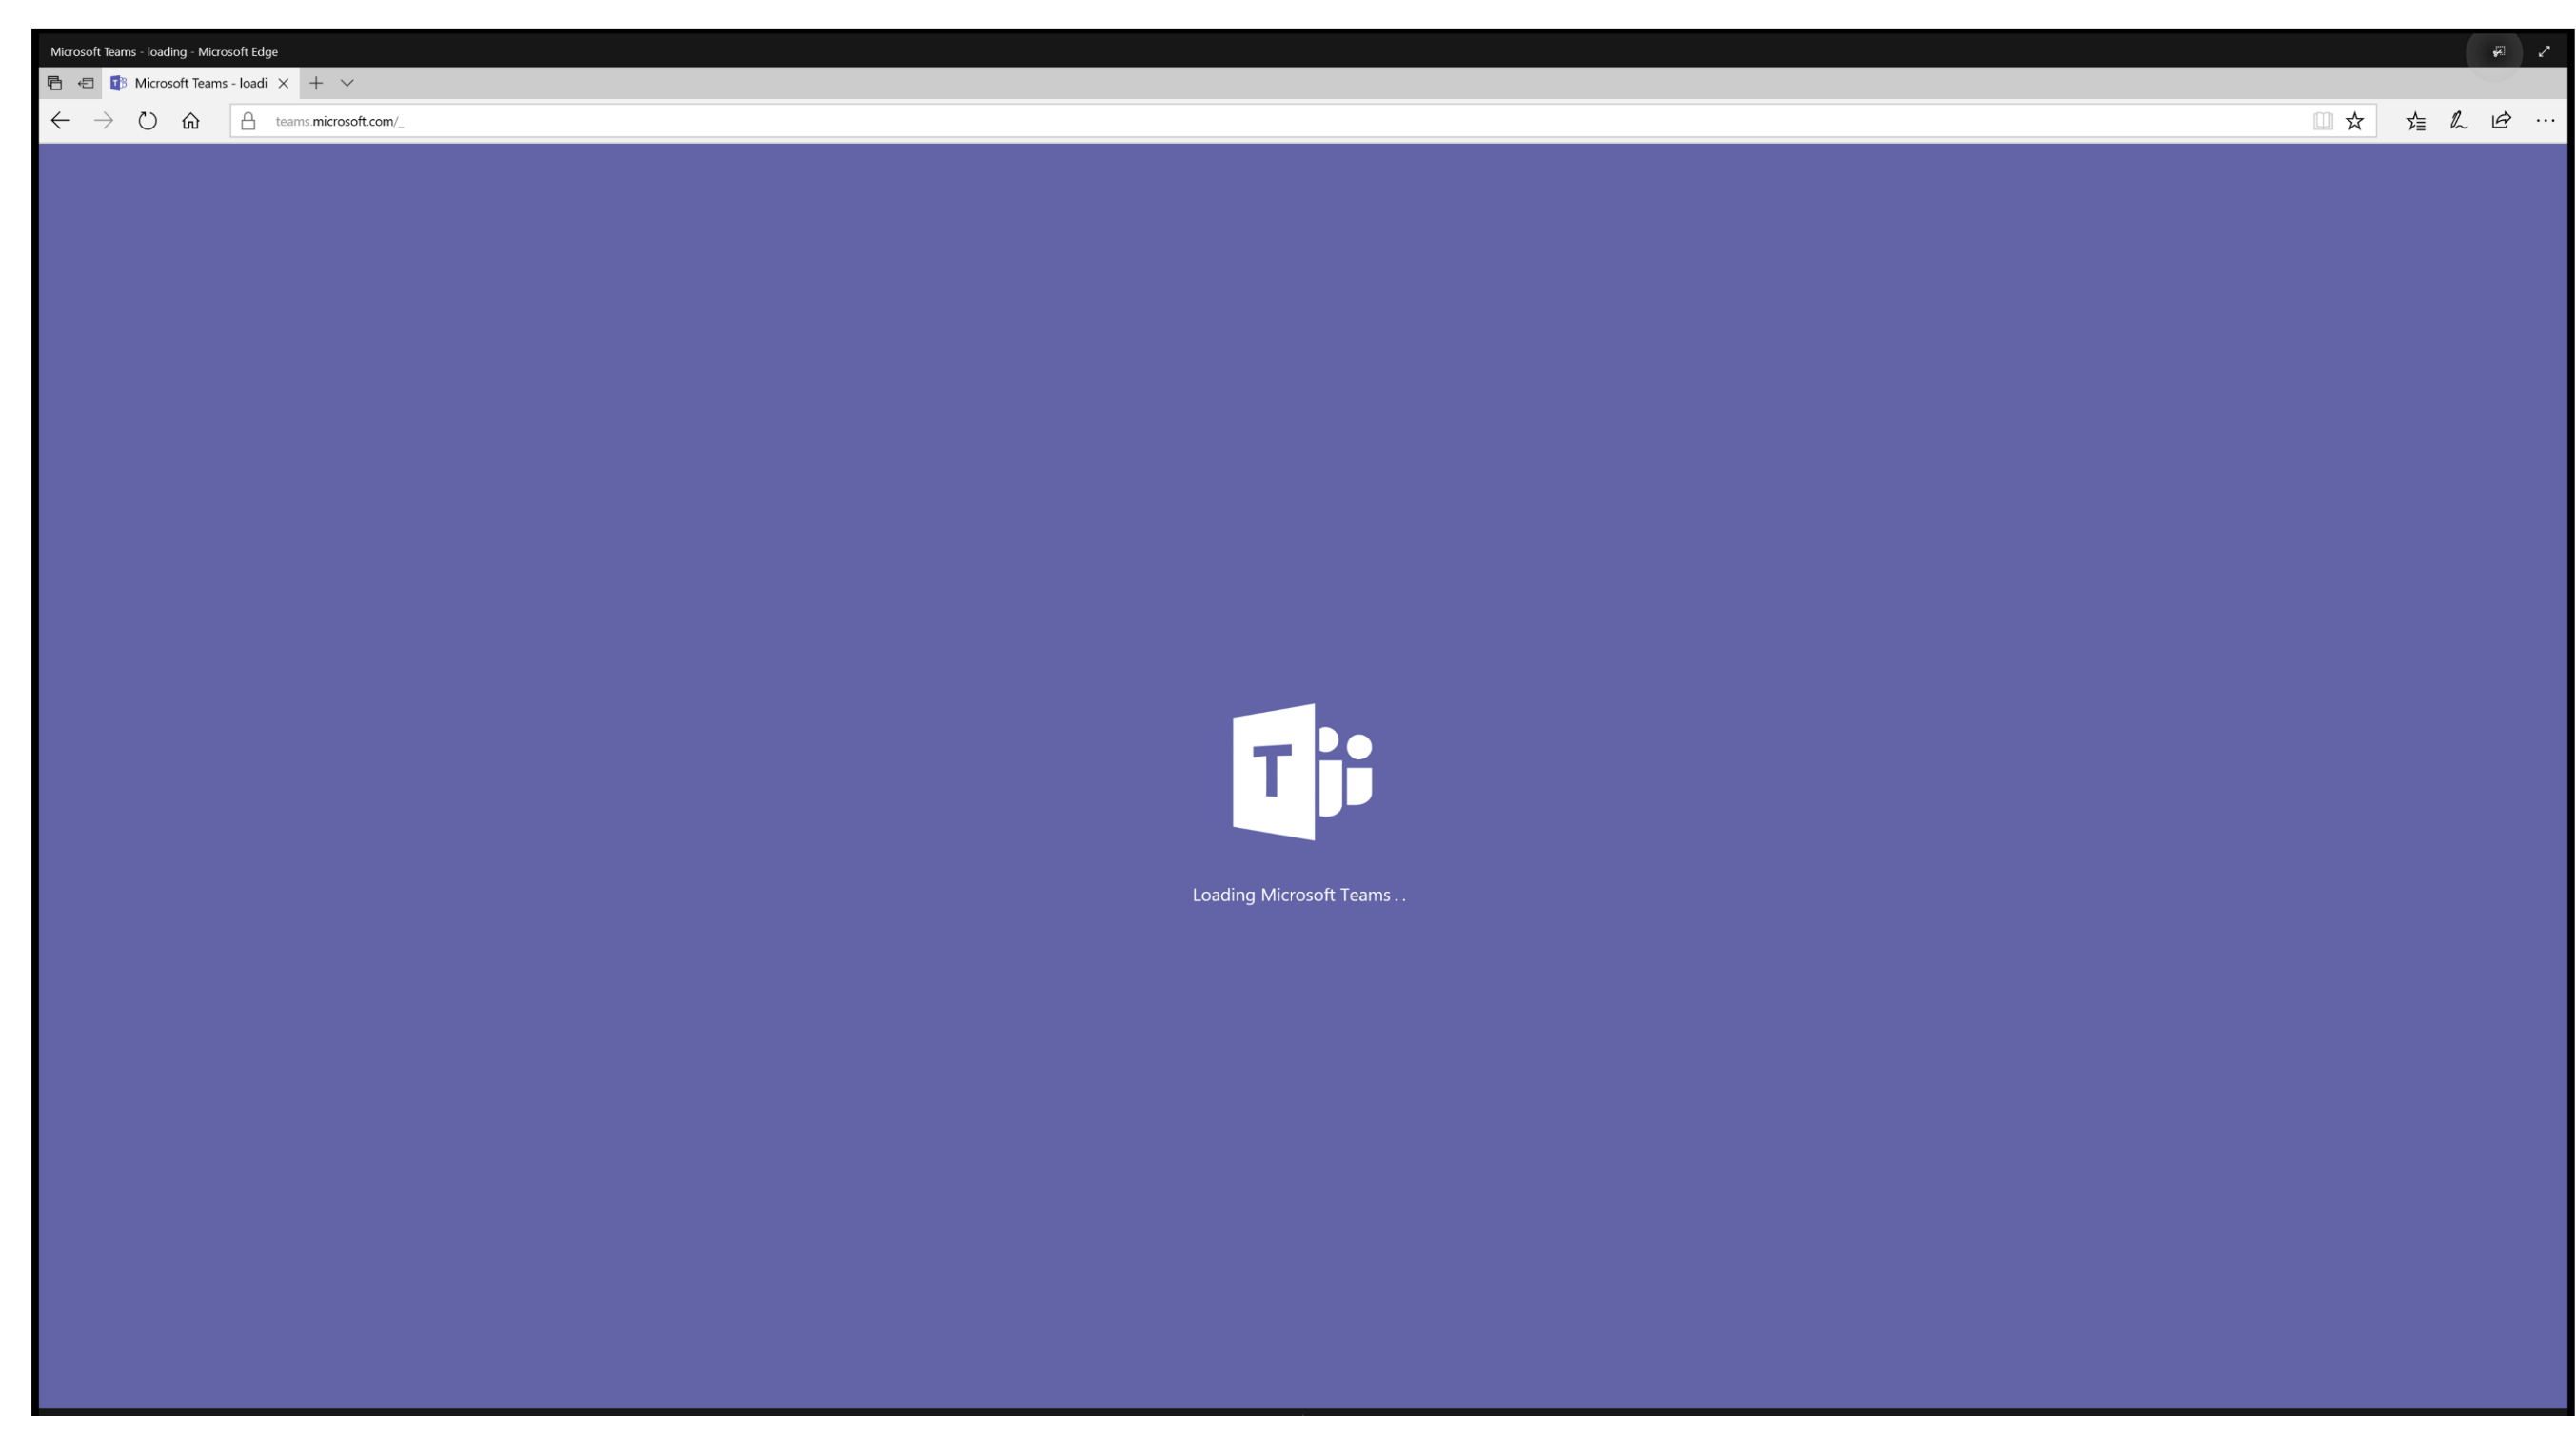 Microsoft Teams - loading - Microsoft Edge
Microsoft Teams - loadi
teams.microsoft.com/_
T
Loading Microsoft Teams . .